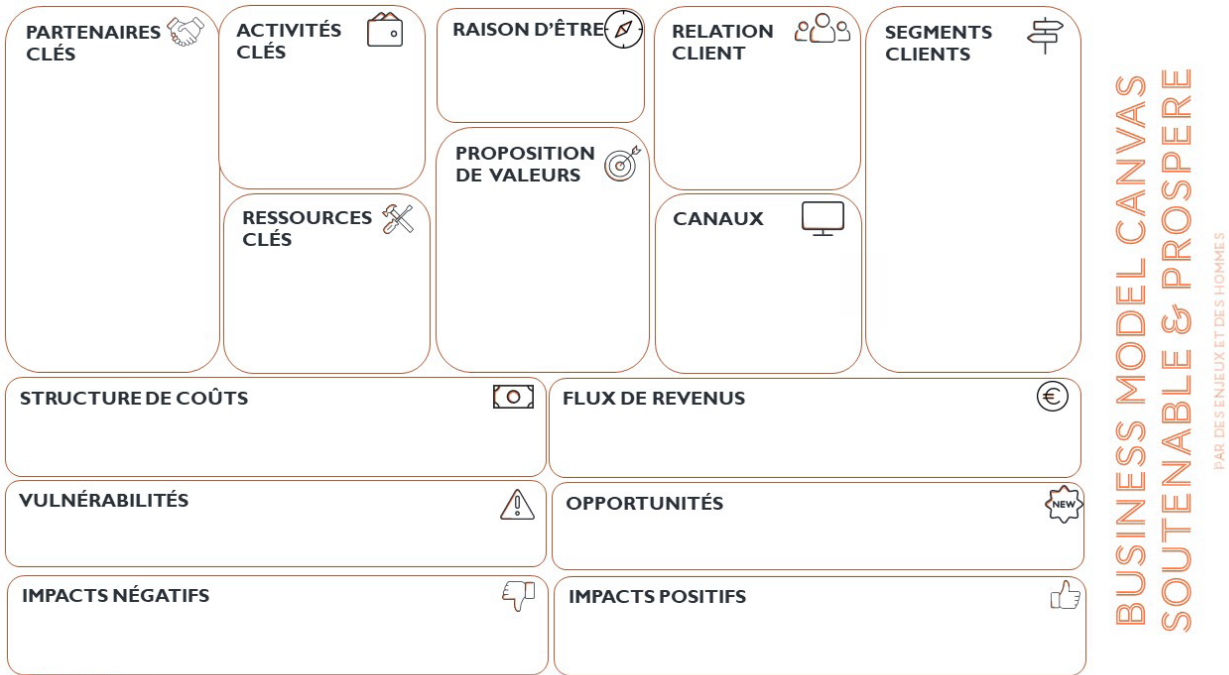 PARTENAIRES
CLÉS
ACTIVITÉS
CLÉS
RESSOURCES
CLÉS
RAISON D'ÊTRE
PROPOSITION
DE VALEURS
RELATION
CLIENT
CANAUX
SEGMENTS
CLIENTS
STRUCTURE DE COÛTS
FLUX DE REVENUS
€
VULNÉRABILITÉS
OPPORTUNITÉS
NEW
IMPACTS NÉGATIFS
IMPACTS POSITIFS
BUSINESS MODEL CANVAS
SOUTENABLE & PROSPERE
PAR DES ENJEUX ET DES HOMMES